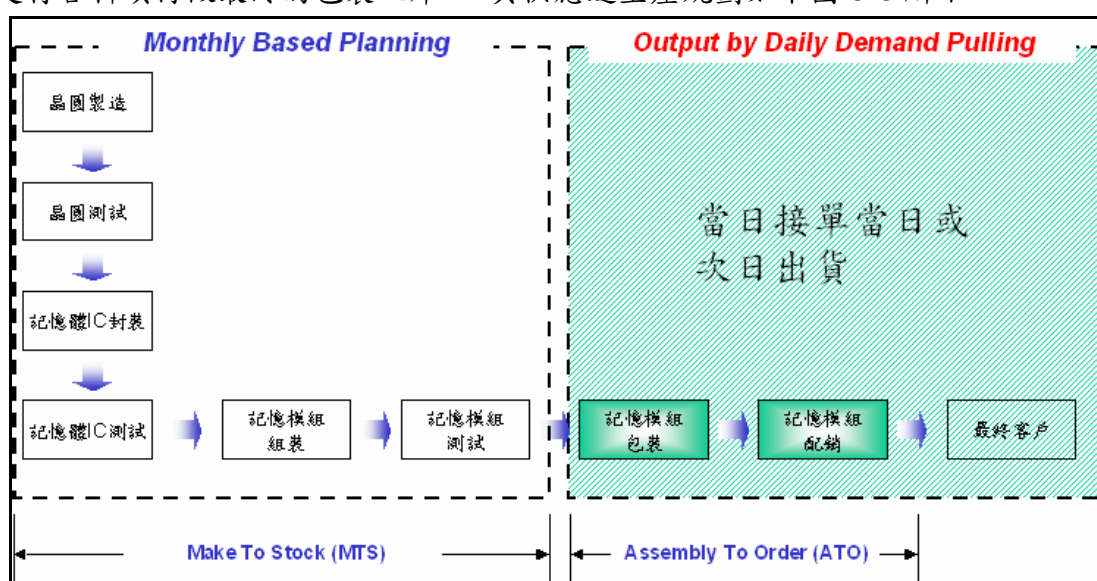 Monthly Based Planning
Output by Daily Demand Pulling
晶圓製造
晶圓測試
記憶體IC封裝
記憶體IC測試
記憶模組
組裝
記憶模組
測試
當日接單當日或
次日出貨
記憶模組
包裝
記憶模組
配銷
最終客戶
Make To Stock (MTS)
Assembly To Order (ATO)